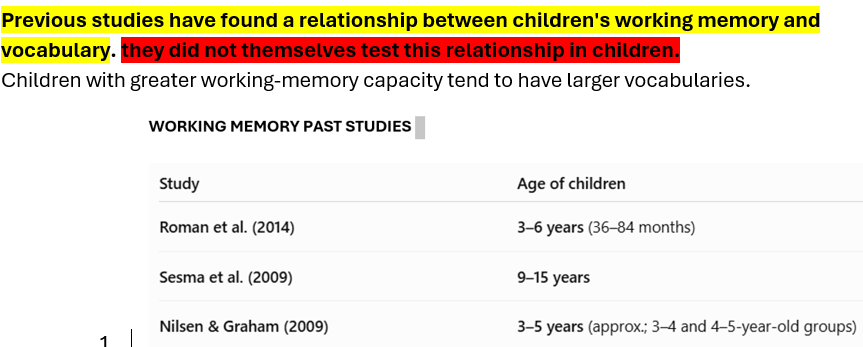 Previous studies have found a relationship between children's working memory and
vocabulary. they did not themselves test this relationship in children.
Children with greater working-memory capacity tend to have larger vocabularies.
WORKING MEMORY PAST STUDIES
Study Age of children
Roman et al. (2014) 3–6 years (36–84 months)
Sesma et al. (2009) 9–15 years
Nilsen & Graham (2009) 3–5 years (approx.; 3–4 and 4–5-year-old groups)
1